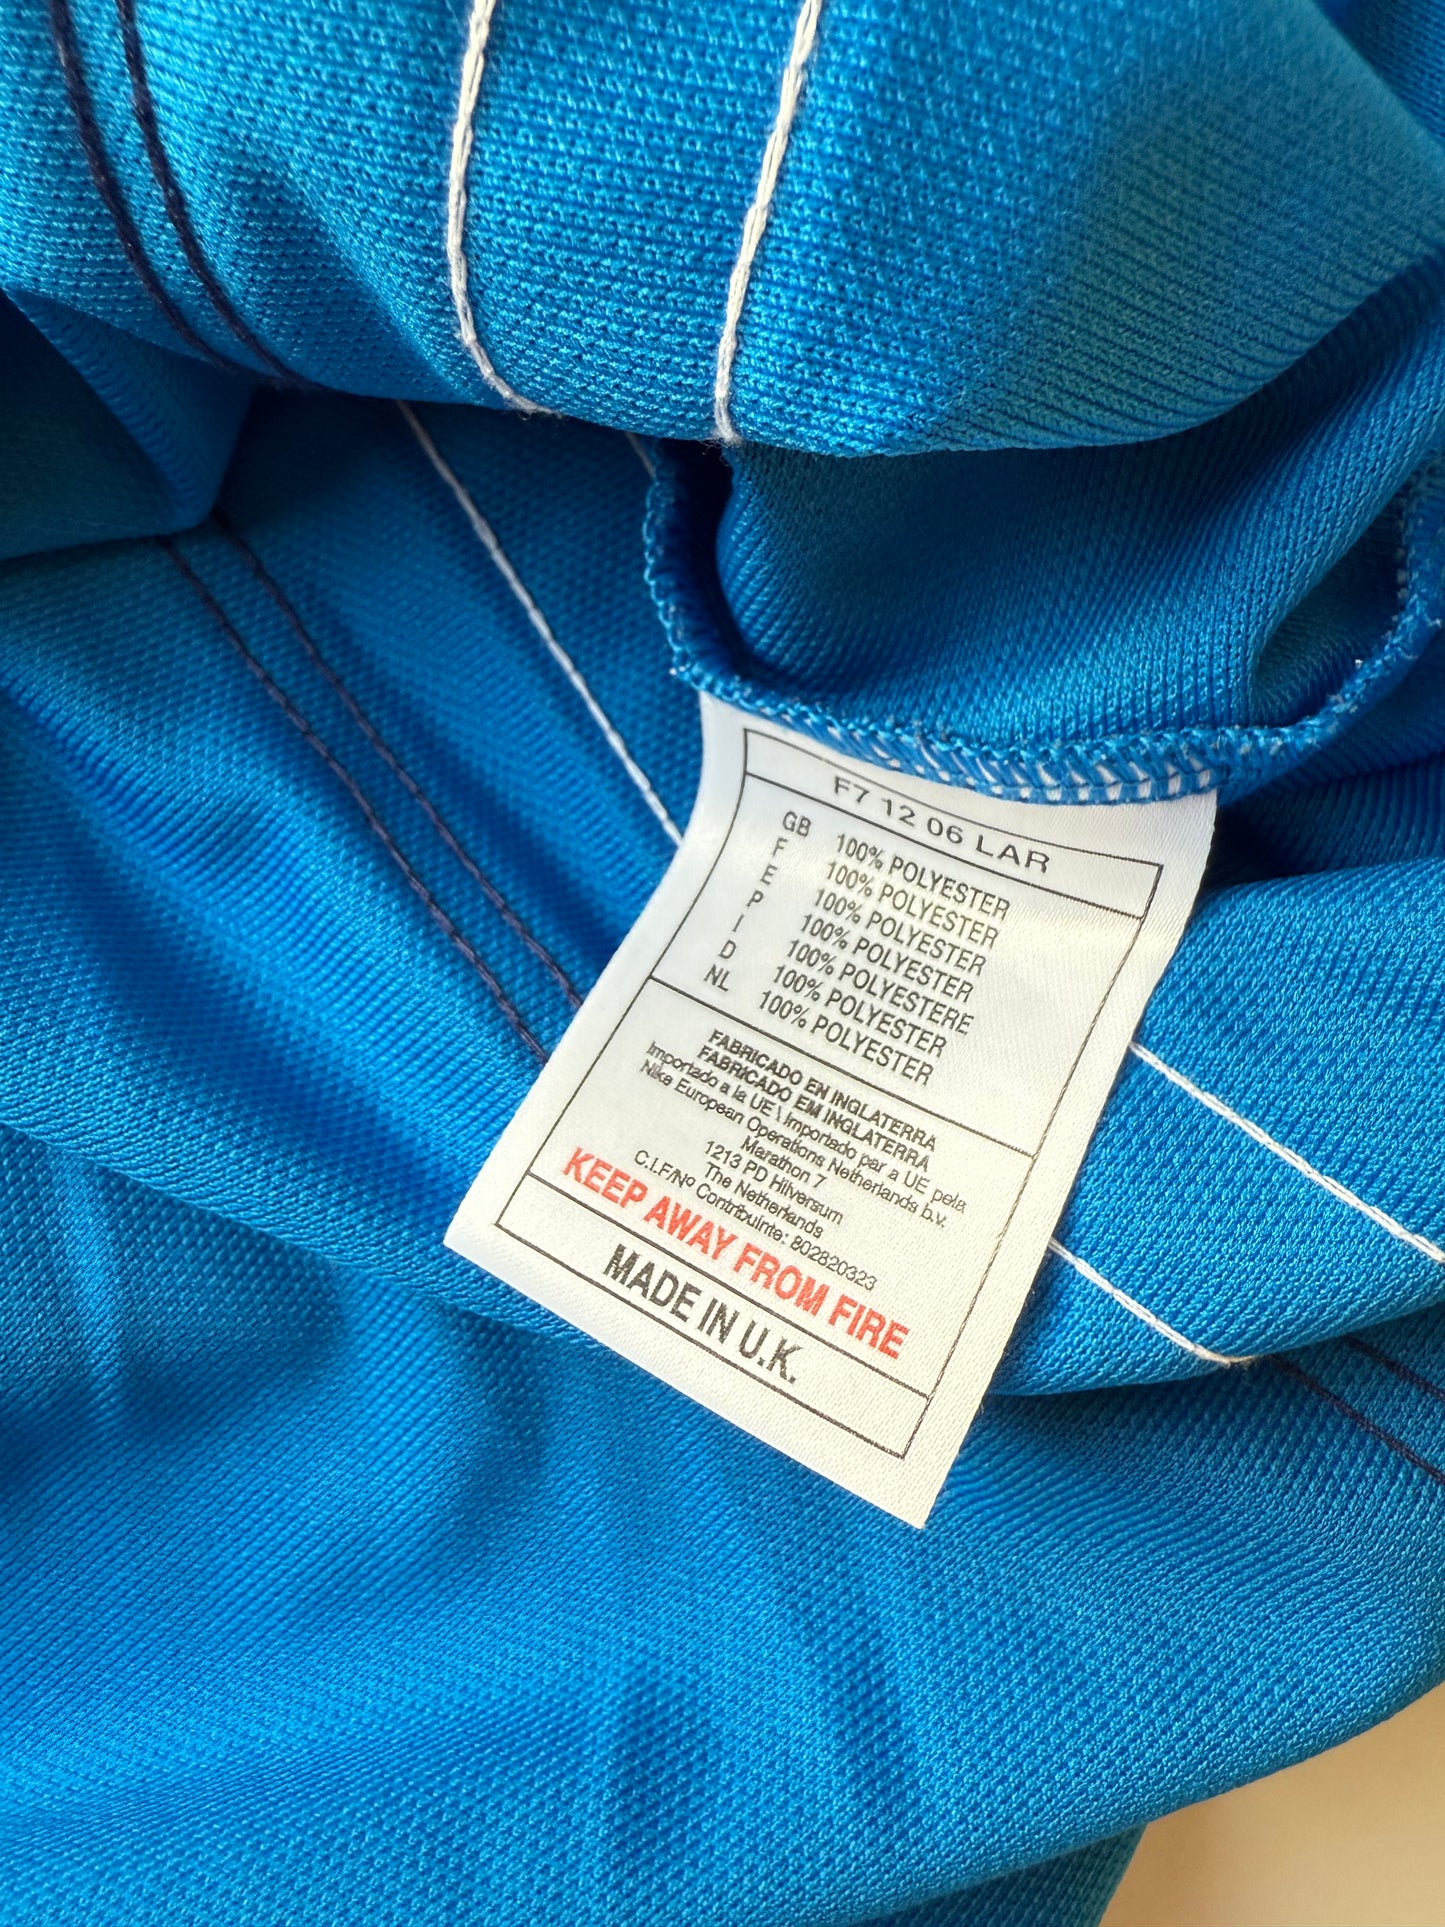 F7 12 06 LAR
GB 100% POLYESTER
F 100% POLYESTER
E 100% POLYESTER
P 100% POLYESTER
I 100% POLYESTERE
D 100% POLYESTER
NL 100% POLYESTER
FABRICADO EN INGLATERRA
FABRICADO EM INGLATERRA
Importado a la UE \ Importado par a UE pela
Nike European Operations Netherlands b.v.
Marathon 7
1213 PD Hilversum
The Netherlands
C.I.F/Nº Contribuinte: 802820323
KEEP AWAY FROM FIRE
MADE IN U.K.